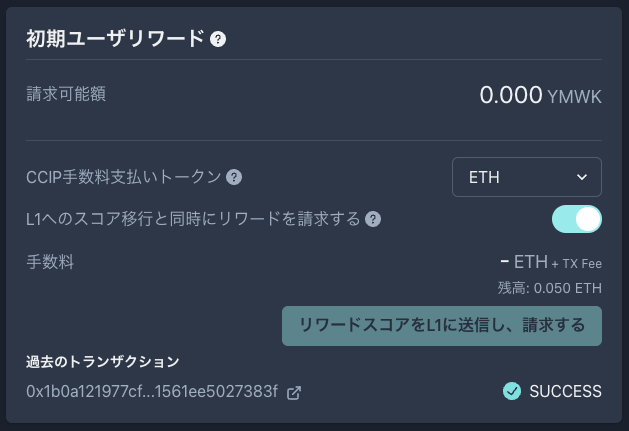 初期ユーザリワード ?
請求可能額 0.000 YMWK
CCIP手数料支払いトークン ? ETH
L1へのスコア移行と同時にリワードを請求する ?
手数料 - ETH + TX Fee
残高: 0.050 ETH
リワードスコアをL1に送信し、請求する
過去のトランザクション
0x1b0a121977cf...1561ee5027383f SUCCESS